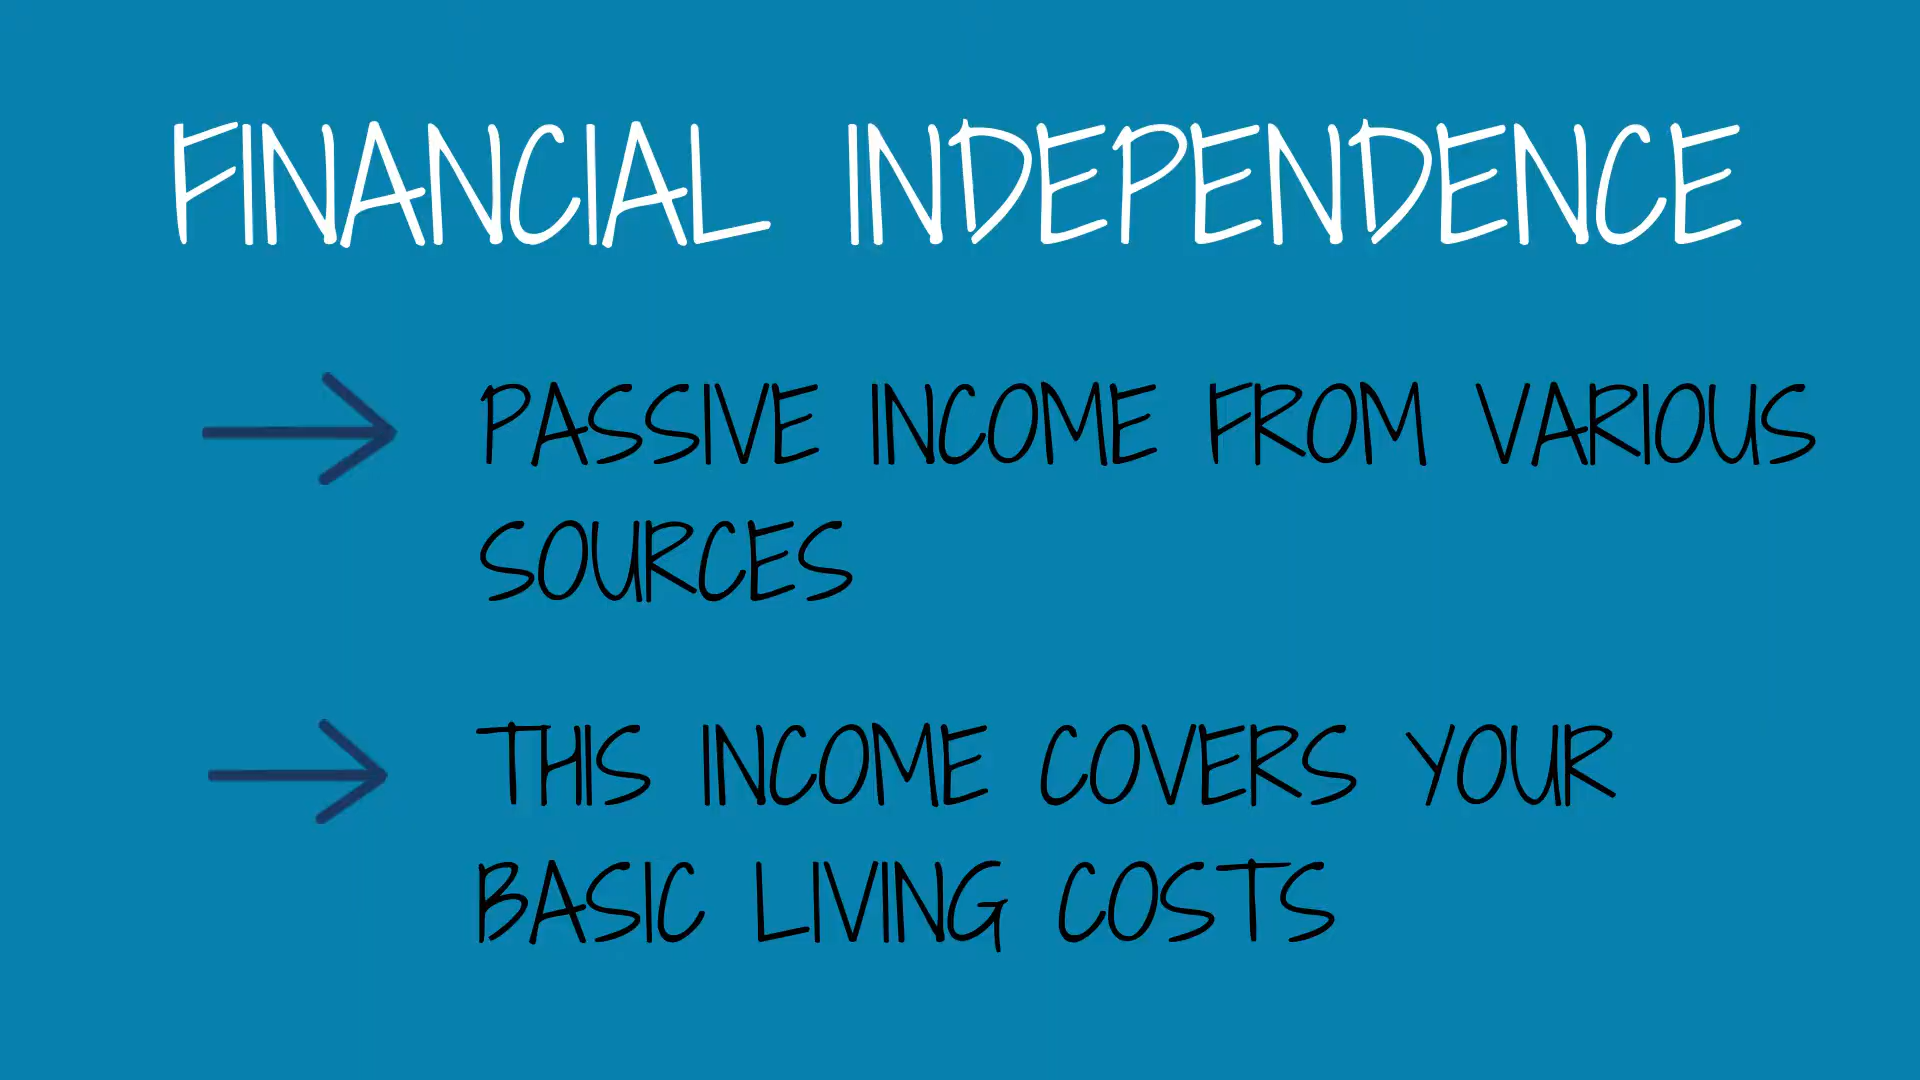 FINANCIAL INDEPENDENCE
PASSIVE INCOME FROM VARIOUS
SOURCES
THIS INCOME COVERS YOUR
BASIC LIVING COSTS